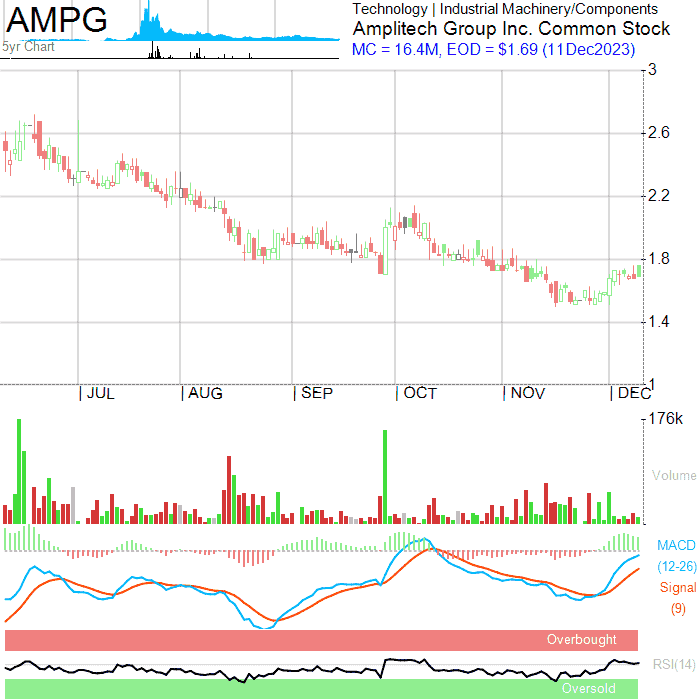 AMPG
5yr Chart
Technology | Industrial Machinery/Components
Amplitech Group Inc. Common Stock
MC = 16.4M, EOD = $1.69 (11Dec2023)
3
2.6
2.2
1.8
1.4
1
JUL AUG SEP OCT NOV DEC
176k
Volume
MACD
(12-26)
Signal
(9)
Overbought
RSI(14)
Oversold